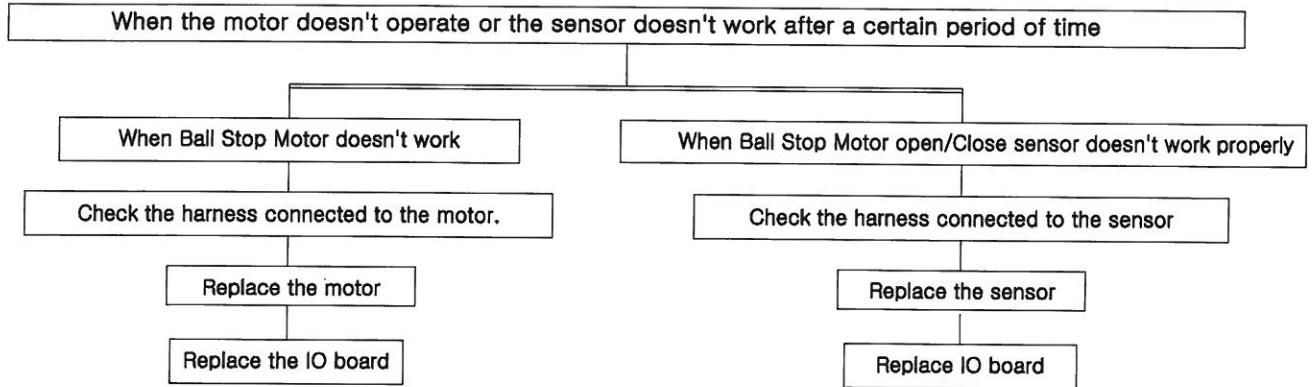 When the motor doesn't operate or the sensor doesn't work after a certain period of time
When Ball Stop Motor doesn't work
Check the harness connected to the motor.
Replace the motor
Replace the IO board
When Ball Stop Motor open/Close sensor doesn't work properly
Check the harness connected to the sensor
Replace the sensor
Replace IO board